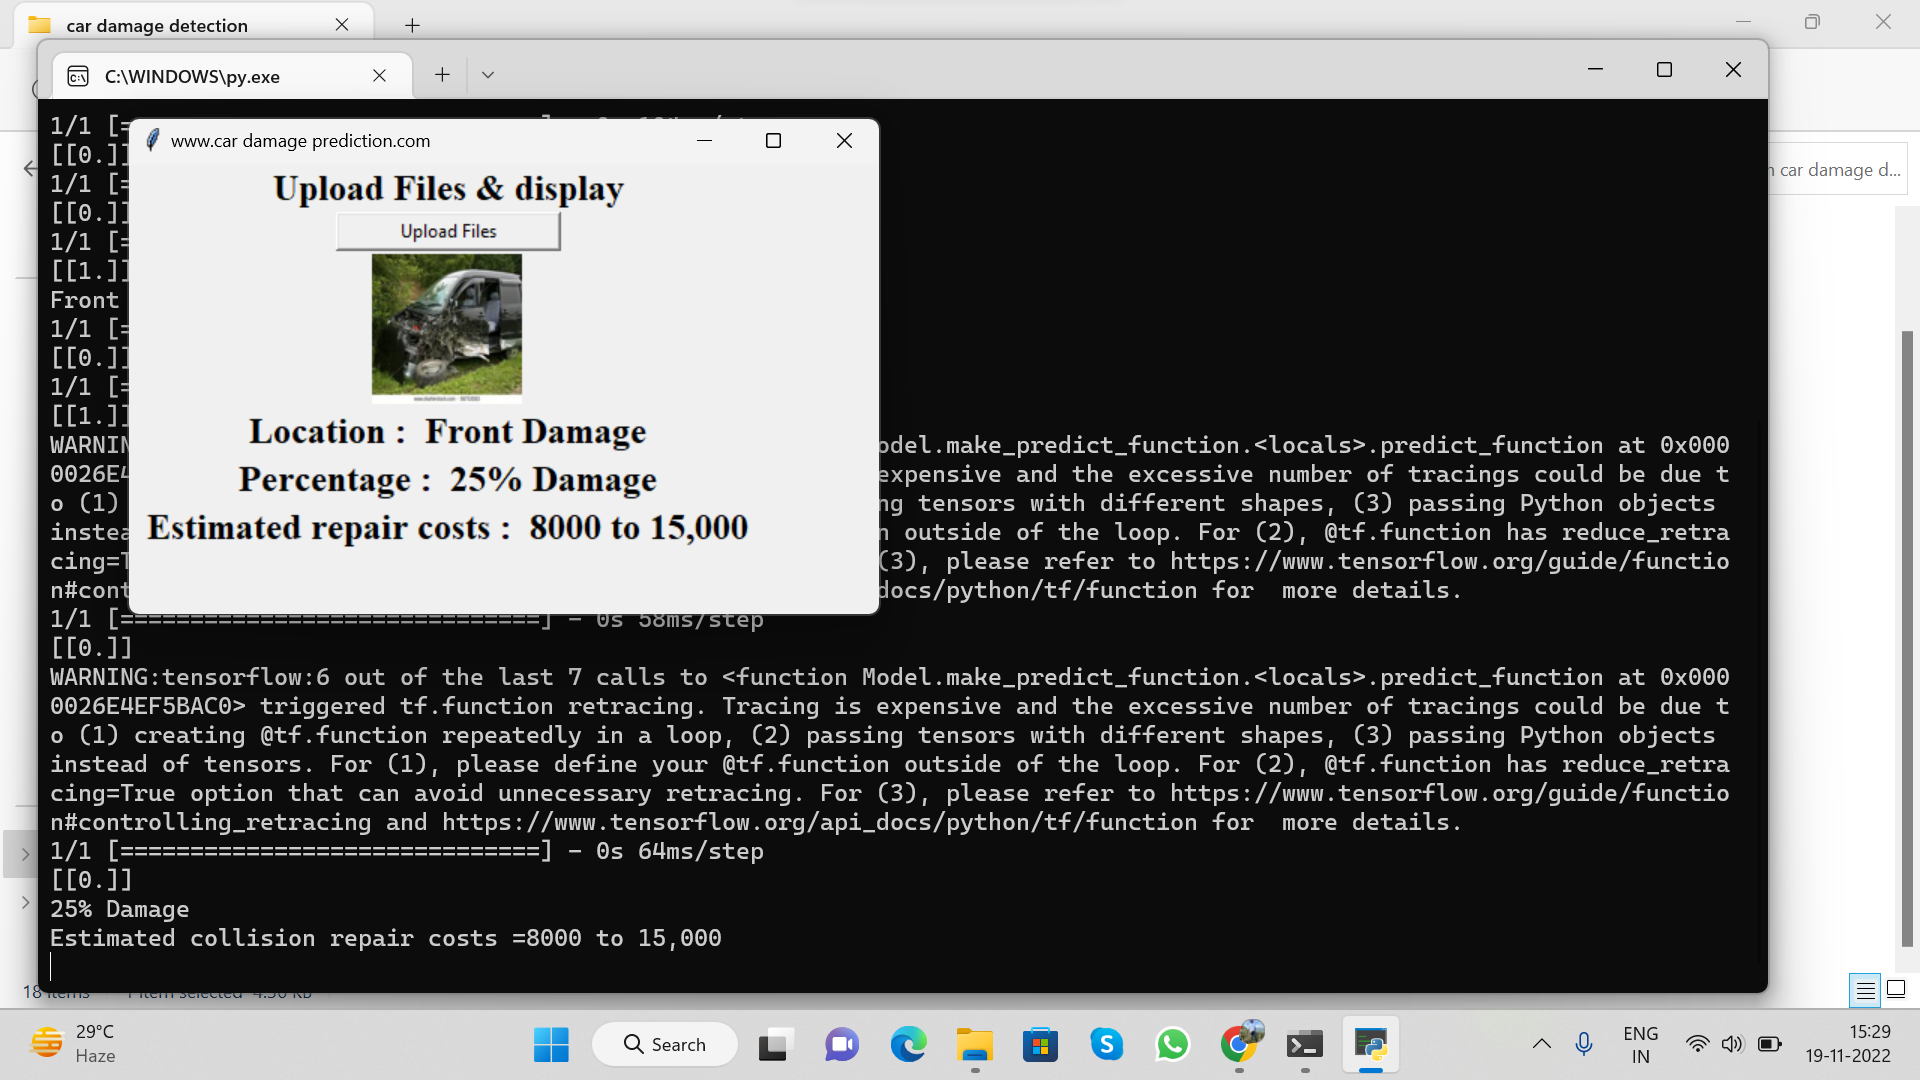 car damage detection
C:\WINDOWS\py.exe
car damage d...
www.car damage prediction.com
Upload Files & display
Upload Files
Location : Front Damage
Percentage : 25% Damage
Estimated repair costs : 8000 to 15,000
1/1 [=
[[0.]]
1/1 [=
[[0.]]
1/1 [=
[[1.]]
Front
1/1 [=
[[0.]]
1/1 [=
[[1.]]
WARNIN odel.make_predict_function.<locals>.predict_function at 0x000
0026E4 expensive and the excessive number of tracings could be due t
o (1) ng tensors with different shapes, (3) passing Python objects
instea n outside of the loop. For (2), @tf.function has reduce_retra
cing=T (3), please refer to https://www.tensorflow.org/guide/functio
n#cont docs/python/tf/function for  more details.
1/1 [==============================] - 0s 58ms/step
[[0.]]
WARNING:tensorflow:6 out of the last 7 calls to <function Model.make_predict_function.<locals>.predict_function at 0x000
0026E4EF5BAC0> triggered tf.function retracing. Tracing is expensive and the excessive number of tracings could be due t
o (1) creating @tf.function repeatedly in a loop, (2) passing tensors with different shapes, (3) passing Python objects
instead of tensors. For (1), please define your @tf.function outside of the loop. For (2), @tf.function has reduce_retra
cing=True option that can avoid unnecessary retracing. For (3), please refer to https://www.tensorflow.org/guide/functio
n#controlling_retracing and https://www.tensorflow.org/api_docs/python/tf/function for  more details.
1/1 [==============================] - 0s 64ms/step
[[0.]]
25% Damage
Estimated collision repair costs =8000 to 15,000
18 items 1 item selected 4.50 KB
29°C
Haze
Search
ENG
IN
15:29
19-11-2022